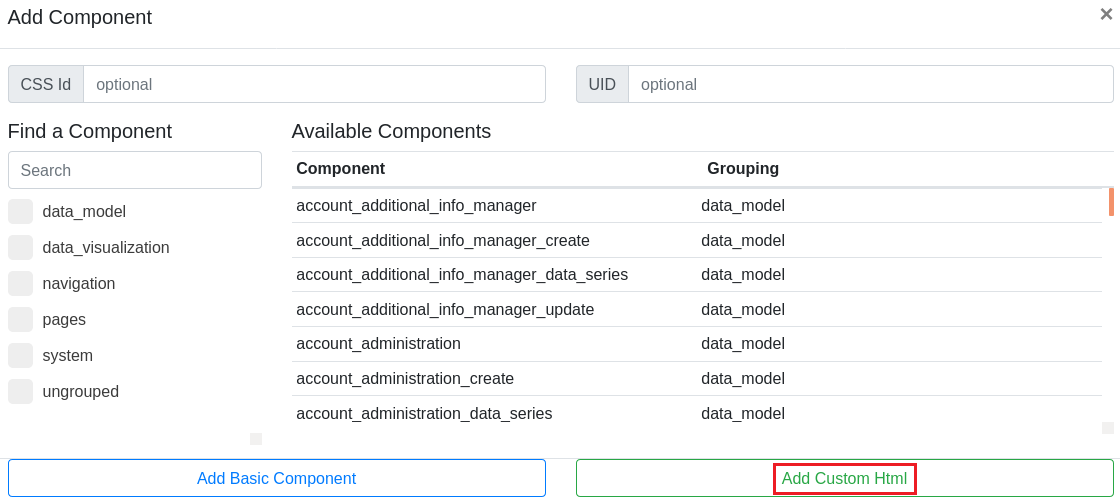 Add Component ×
CSS Id optional UID optional
Find a Component
Search
data_model
data_visualization
navigation
pages
system
ungrouped
Available Components
Component Grouping
account_additional_info_manager data_model
account_additional_info_manager_create data_model
account_additional_info_manager_data_series data_model
account_additional_info_manager_update data_model
account_administration data_model
account_administration_create data_model
account_administration_data_series data_model
Add Basic Component Add Custom Html